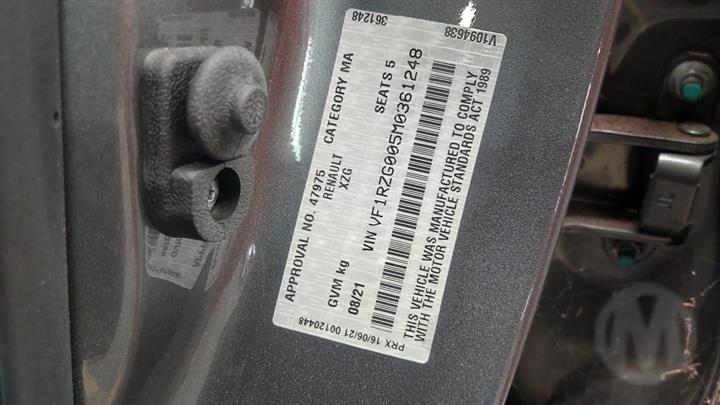 361248
V1094638
APPROVAL NO. 47975 CATEGORY MA
RENAULT
XZG
GVM kg SEATS 5
08/21
VIN VF1RZG005M0361248
THIS VEHICLE WAS MANUFACTURED TO COMPLY
WITH THE MOTOR VEHICLE STANDARDS ACT 1989
PRX 16/06/21 00120448
M